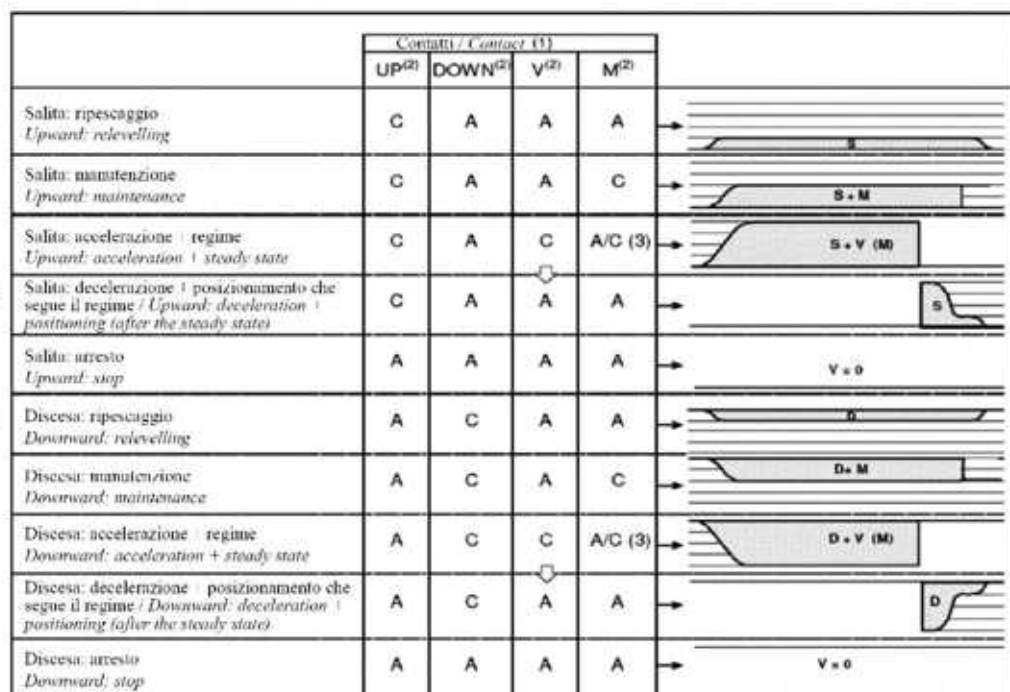 Contatti / Contact (1)
UP(2) DOWN(2) V(2) M(2)
Salita: ripescaggio
Upward: relevelling
C A A A
S
Salita: manutenzione
Upward: maintenance
C A A C
S + M
Salita: accelerazione + regime
Upward: acceleration + steady state
C A C A/C (3)
S + V (M)
Salita: decelerazione + posizionamento che
segue il regime / Upward: deceleration +
positioning (after the steady state)
C A A A
S
Salita: arresto
Upward: stop
A A A A
V = 0
Discesa: ripescaggio
Downward: relevelling
A C A A
D
Discesa: manutenzione
Downward: maintenance
A C A C
D+ M
Discesa: accelerazione + regime
Downward: acceleration + steady state
A C C A/C (3)
D + V (M)
Discesa: decelerazione + posizionamento che
segue il regime / Downward: deceleration +
positioning (after the steady state)
A C A A
D
Discesa: arresto
Downward: stop
A A A A
V = 0